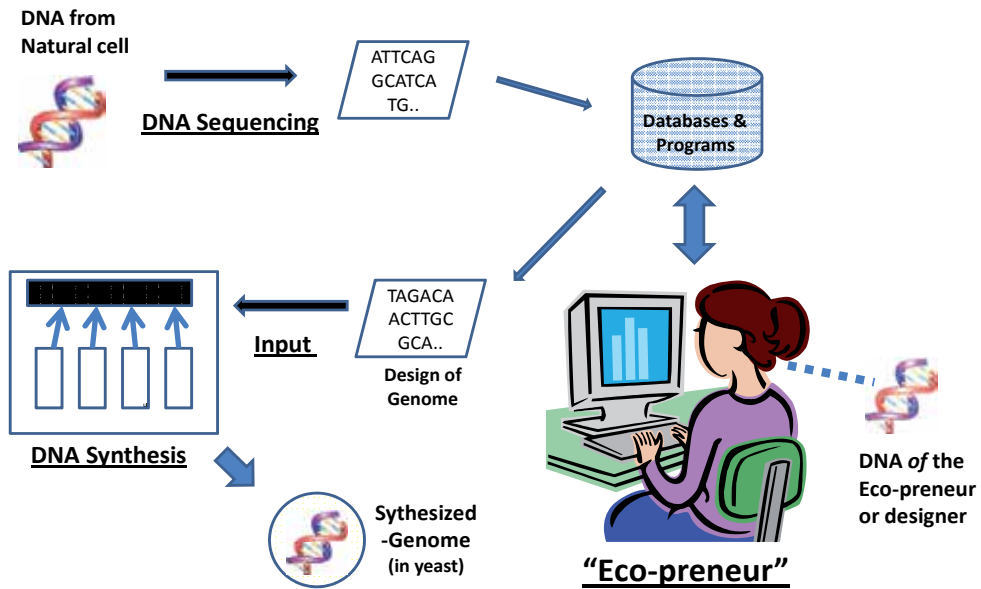 DNA from
Natural cell
DNA Sequencing
ATTCAG
GCATCA
TG..
Databases &
Programs
TAGACA
ACTTGC
GCA..
Input
Design of
Genome
DNA Synthesis
Sythesized
-Genome
(in yeast)
"Eco-preneur"
DNA of the
Eco-preneur
or designer